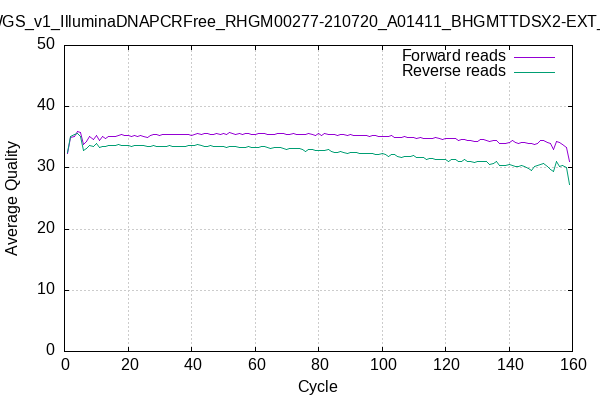 GS_v1_IlluminaDNAPCRFree_RHGM00277-210720_A01411_BHGMTTDSX2-EXT_
Forward reads
Reverse reads
Average Quality
50
40
30
20
10
0
0 20 40 60 80 100 120 140 160
Cycle